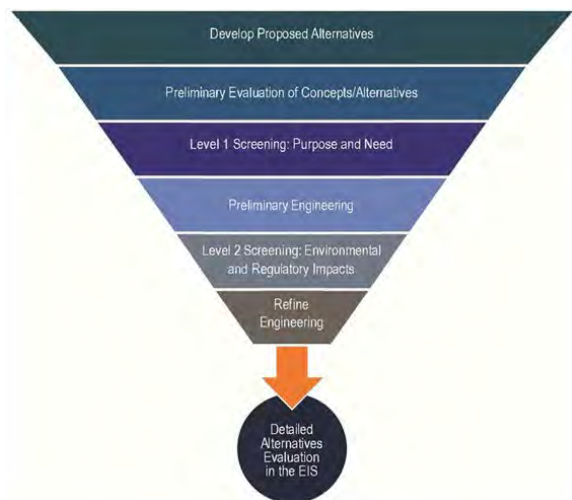 Develop Proposed Alternatives
Preliminary Evaluation of Concepts/Alternatives
Level 1 Screening: Purpose and Need
Preliminary Engineering
Level 2 Screening: Environmental
and Regulatory Impacts
Refine
Engineering
Detailed
Alternatives
Evaluation
in the EIS